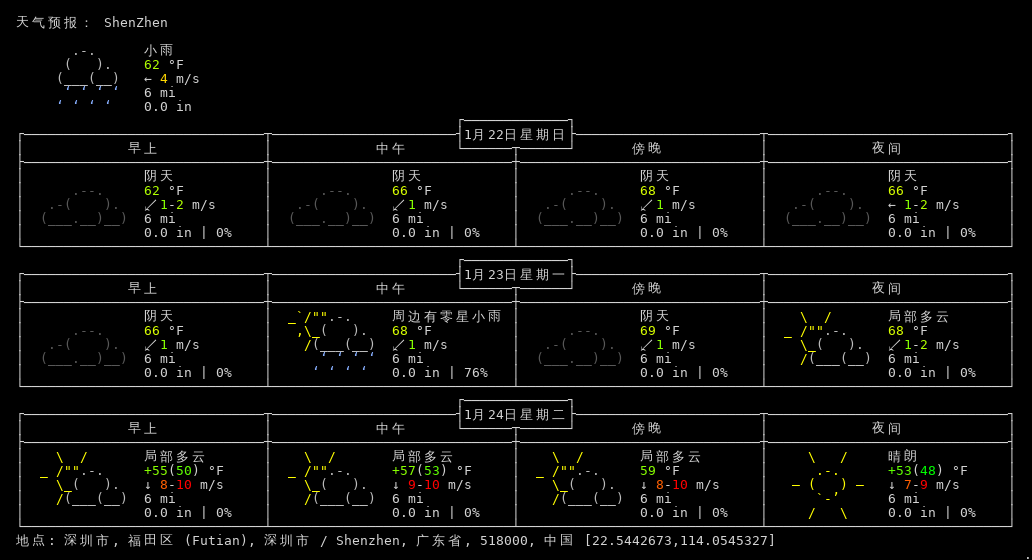 天气预报： ShenZhen
小雨
62 °F
← 4 m/s
6 mi
0.0 in
1月22日星期日
早上 中午 傍晚 夜间
阴天 阴天 阴天 阴天
62 °F 66 °F 68 °F 66 °F
↙ 1-2 m/s ↙ 1 m/s ↙ 1 m/s ← 1-2 m/s
6 mi 6 mi 6 mi 6 mi
0.0 in | 0% 0.0 in | 0% 0.0 in | 0% 0.0 in | 0%
1月23日星期一
早上 中午 傍晚 夜间
阴天 周边有零星小雨 阴天 局部多云
66 °F 68 °F 69 °F 68 °F
↙ 1 m/s ↙ 1 m/s ↙ 1 m/s ↙ 1-2 m/s
6 mi 6 mi 6 mi 6 mi
0.0 in | 0% 0.0 in | 76% 0.0 in | 0% 0.0 in | 0%
1月24日星期二
早上 中午 傍晚 夜间
局部多云 局部多云 局部多云 晴朗
+55(50) °F +57(53) °F 59 °F +53(48) °F
↓ 8-10 m/s ↓ 9-10 m/s ↓ 8-10 m/s ↓ 7-9 m/s
6 mi 6 mi 6 mi 6 mi
0.0 in | 0% 0.0 in | 0% 0.0 in | 0% 0.0 in | 0%
地点: 深圳市, 福田区 (Futian), 深圳市 / Shenzhen, 广东省, 518000, 中国 [22.5442673,114.0545327]